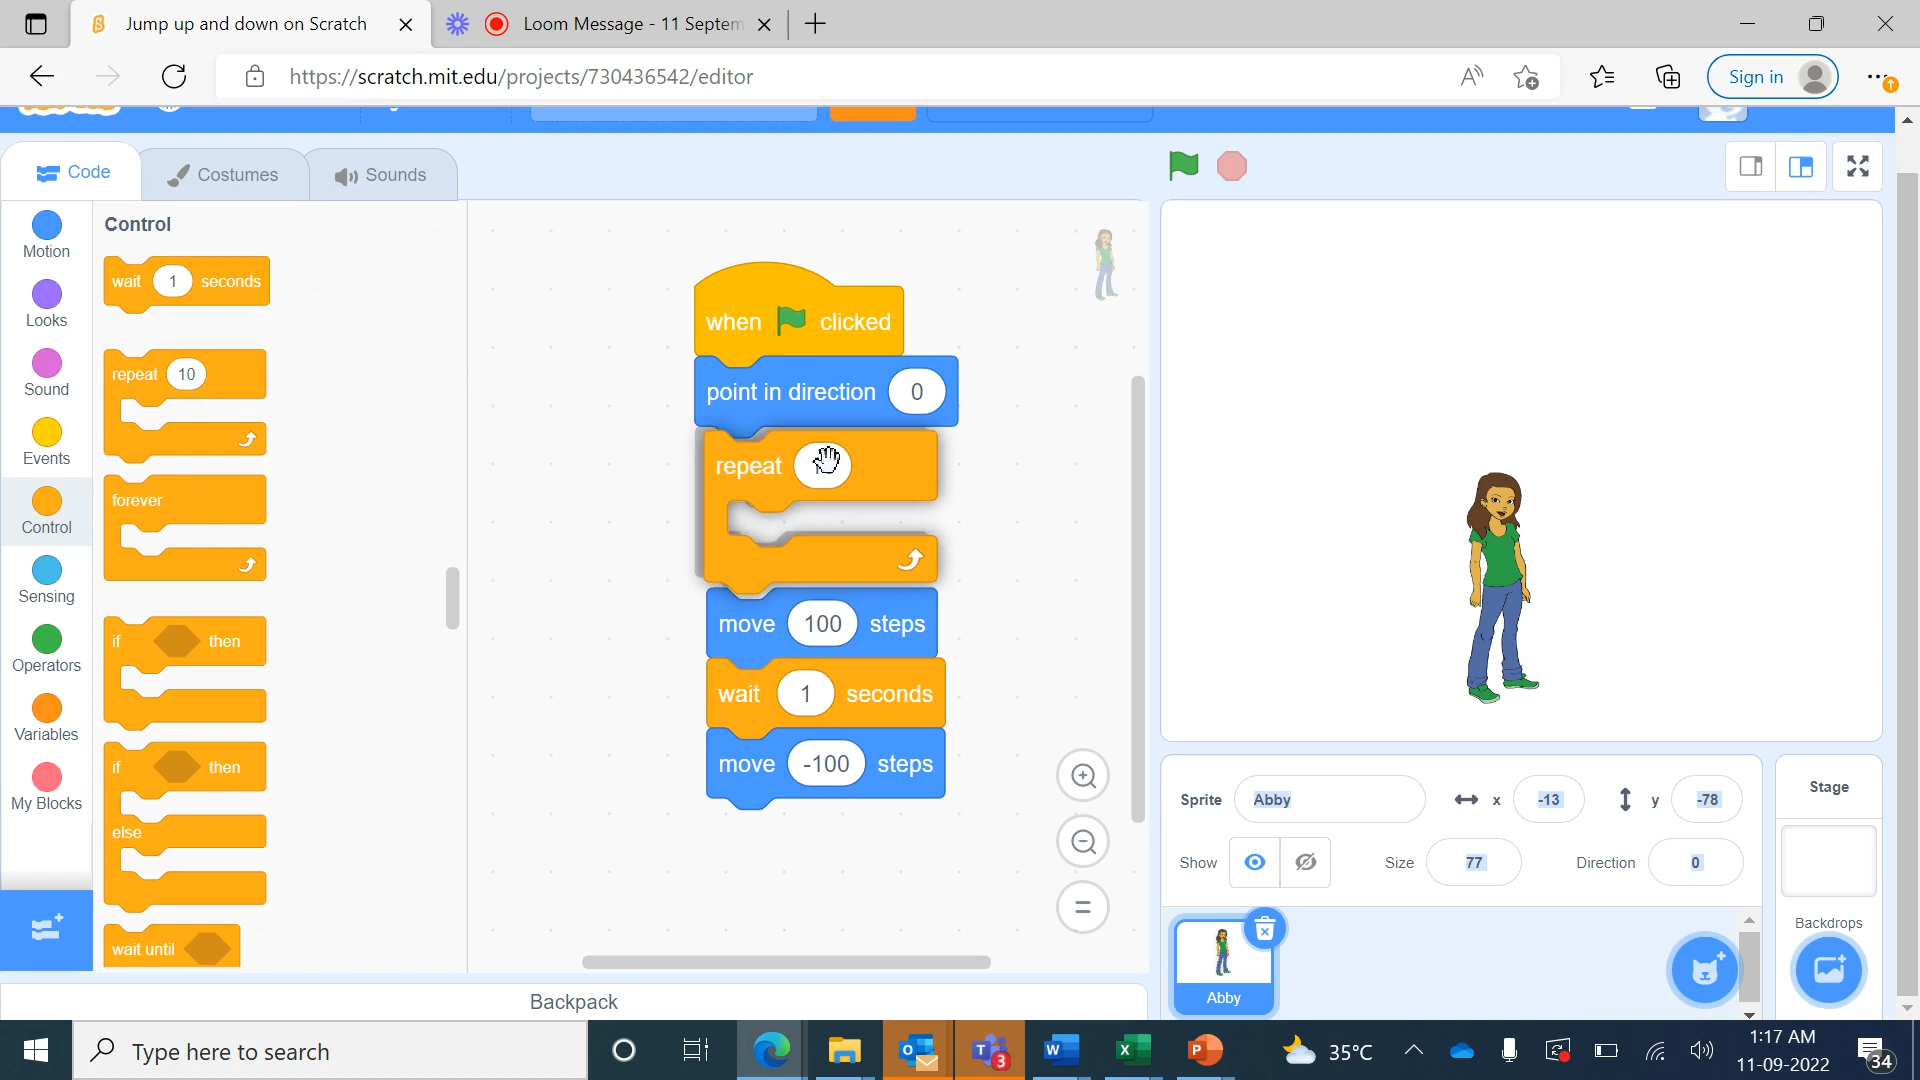 Jump up and down on Scratch
Loom Message - 11 Septem
https://scratch.mit.edu/projects/730436542/editor
Sign in
Code
Costumes
Sounds
Motion
Looks
Sound
Events
Control
Sensing
Operators
Variables
My Blocks
Control
wait 1 seconds
repeat 10
forever
if then
if then
else
wait until
when clicked
point in direction 0
repeat
move 100 steps
wait 1 seconds
move -100 steps
Backpack
Sprite Abby x -13 y -78
Show Size 77 Direction 0
Abby
Stage
Backdrops
Type here to search
3
35°C
1:17 AM
11-09-2022
34